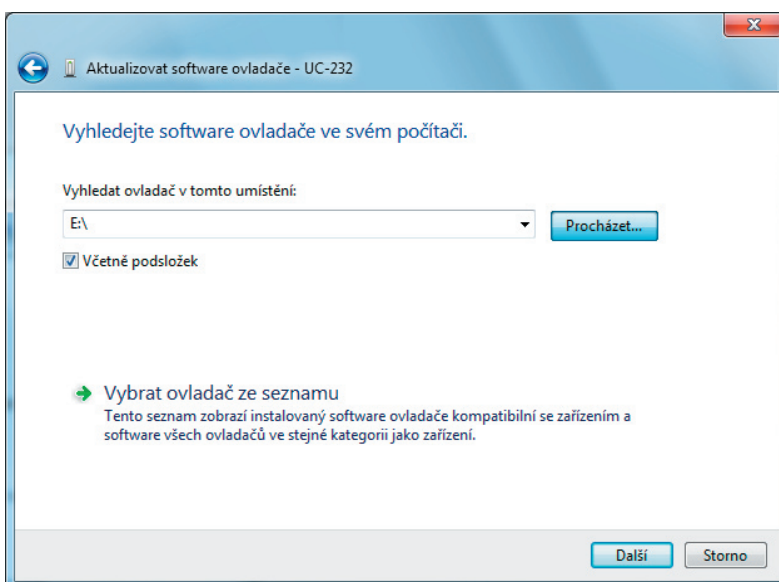 Aktualizovat software ovladače - UC-232
Vyhledejte software ovladače ve svém počítači.
Vyhledat ovladač v tomto umístění:
E:\
Procházet...
Včetně podsložek
Vybrat ovladač ze seznamu
Tento seznam zobrazí instalovaný software ovladače kompatibilní se zařízením a
software všech ovladačů ve stejné kategorii jako zařízení.
Další
Storno